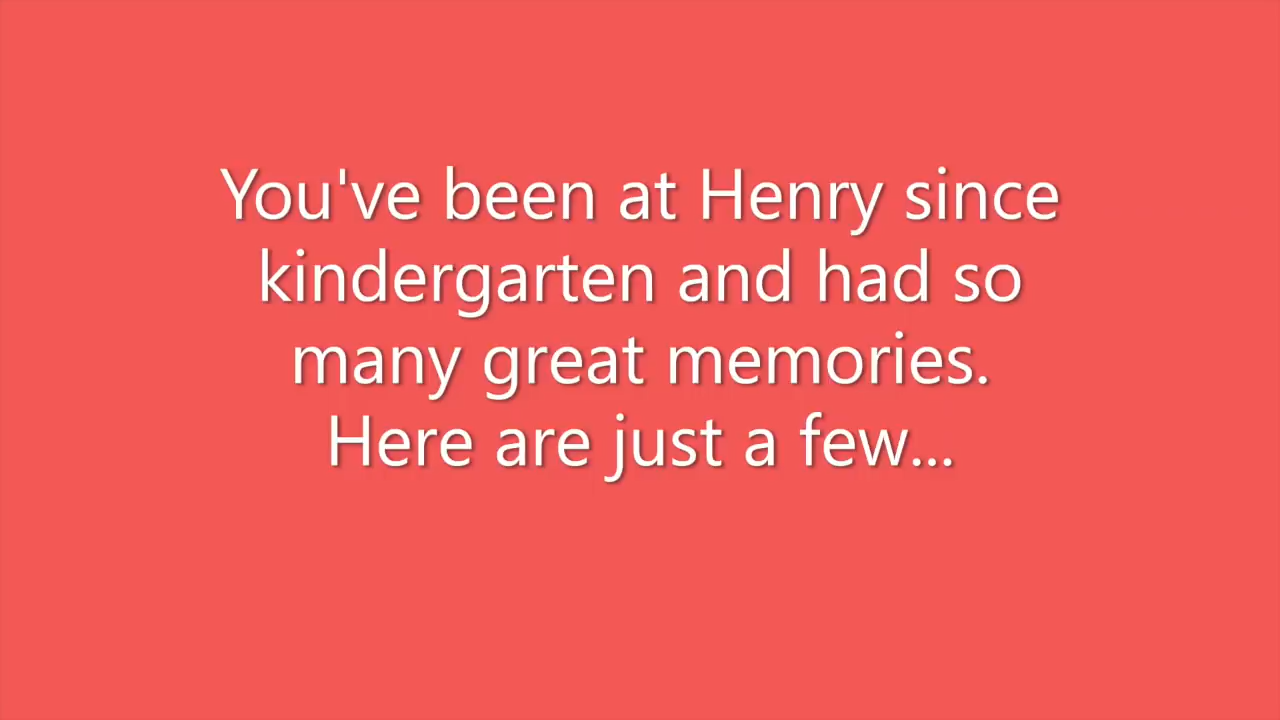 You've been at Henry since
kindergarten and had so
many great memories.
Here are just a few...